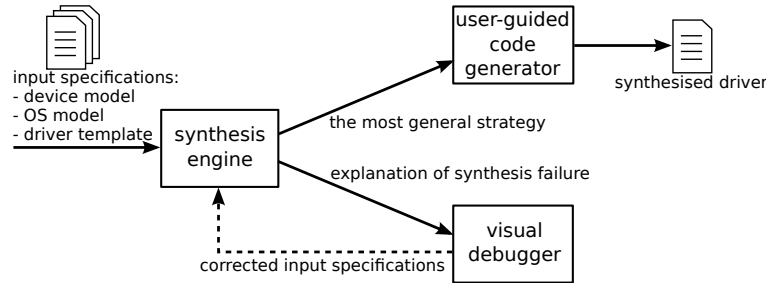 input specifications:
- device model
- OS model
- driver template
synthesis
engine
user-guided
code
generator
synthesised driver
the most general strategy
explanation of synthesis failure
visual
debugger
corrected input specifications